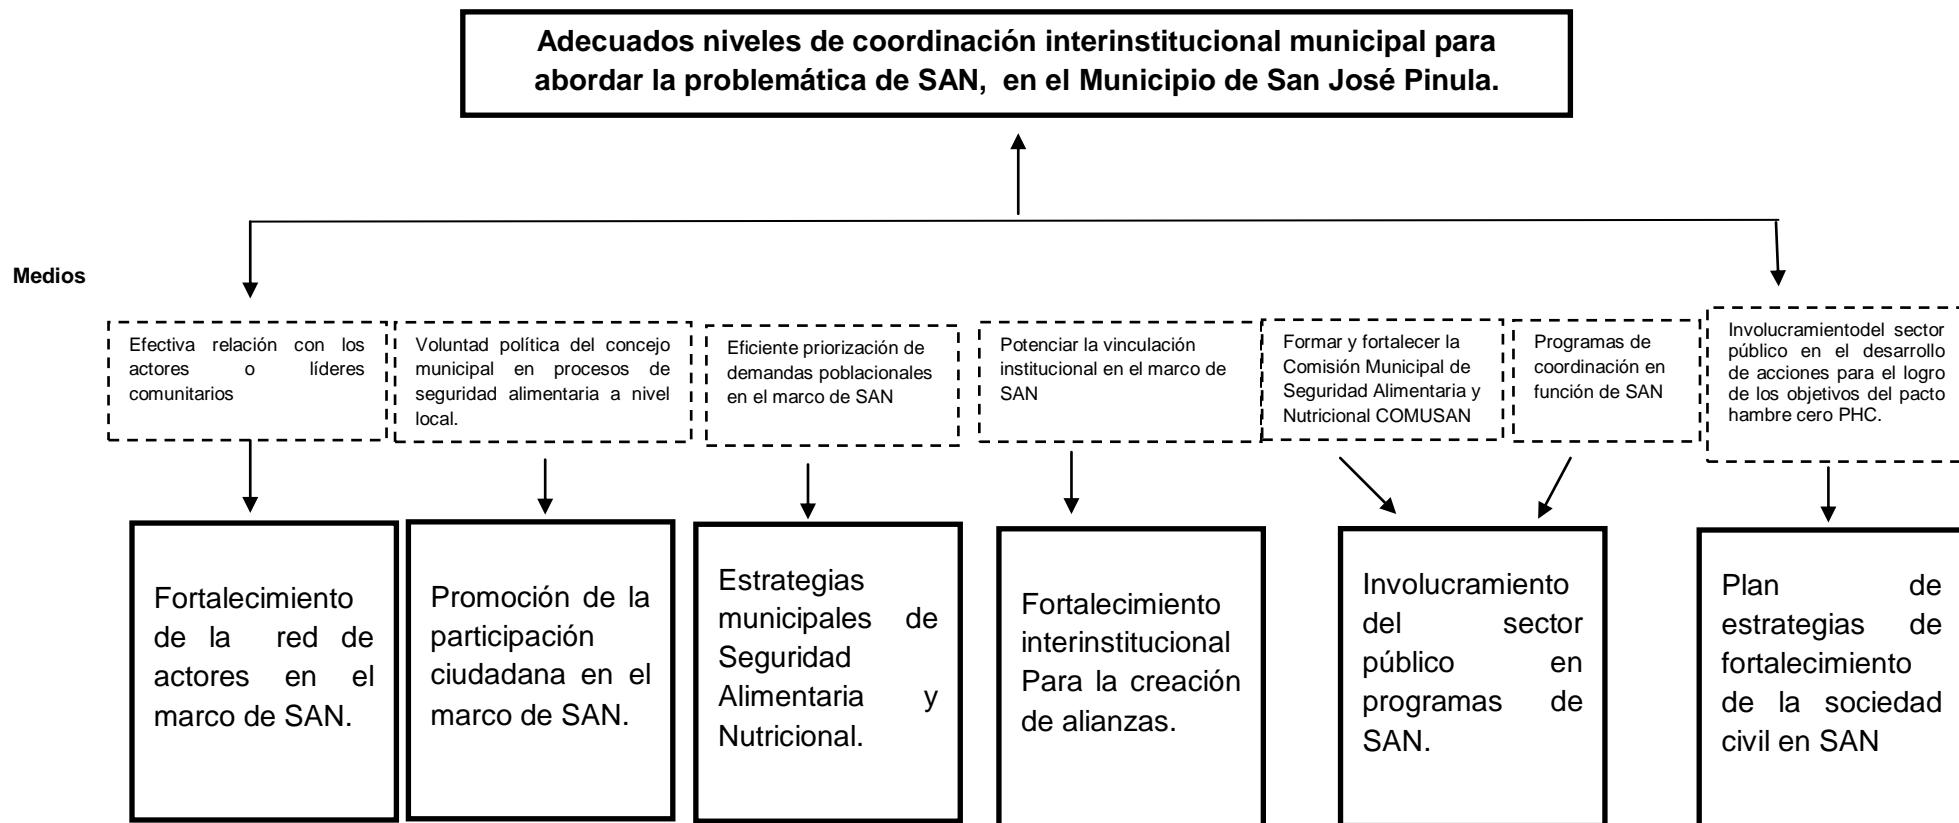 Adecuados niveles de coordinación interinstitucional municipal para
abordar la problemática de SAN, en el Municipio de San José Pinula.
Medios
Efectiva relación con los
actores o líderes
comunitarios
Voluntad política del concejo
municipal en procesos de
seguridad alimentaria a nivel
local.
Eficiente priorización de
demandas poblacionales
en el marco de SAN
Potenciar la vinculación
institucional en el marco de
SAN
Formar y fortalecer la
Comisión Municipal de
Seguridad Alimentaria y
Nutricional COMUSAN
Programas de
coordinación en
función de SAN
Involucramientodel sector
público en el desarrollo
de acciones para el logro
de los objetivos del pacto
hambre cero PHC.
Fortalecimiento
de la red de
actores en el
marco de SAN.
Promoción de la
participación
ciudadana en el
marco de SAN.
Estrategias
municipales de
Seguridad
Alimentaria y
Nutricional.
Fortalecimiento
interinstitucional
Para la creación
de alianzas.
Involucramiento
del sector
público en
programas de
SAN.
Plan de
estrategias de
fortalecimiento
de la sociedad
civil en SAN